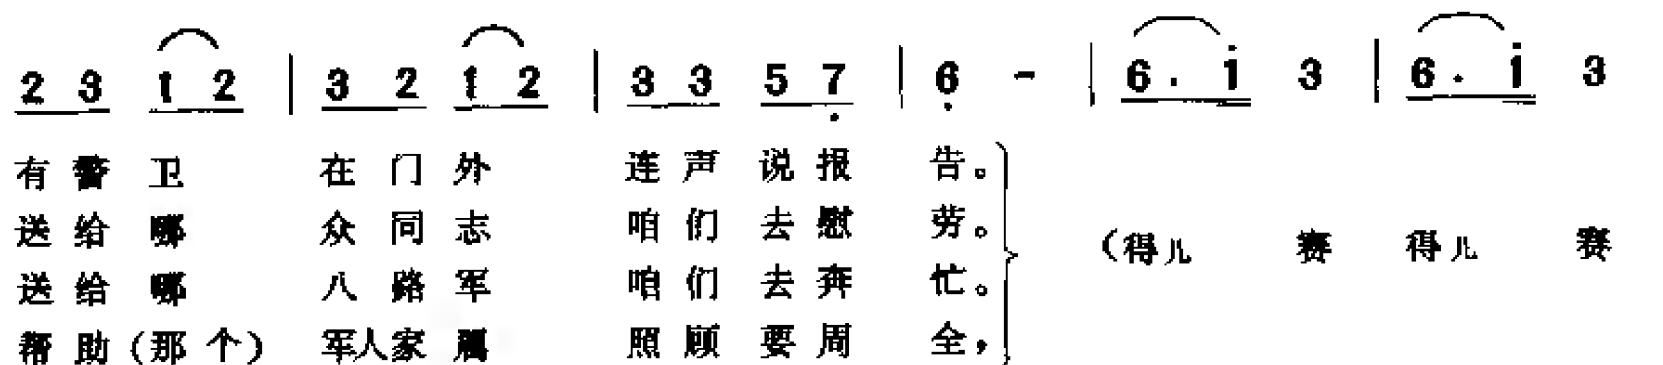 2 3 1 2 | 3 2 1 2 | 3 3 5 7 | 6 - | 6. i 3 | 6. i 3
有警卫 在门外 连声说报告。
送给哪 众同志 咱们去慰劳。
(得儿 赛 得儿 赛
送给哪 八路军 咱们去奔忙。
帮助(那个) 军人家属 照顾要周全,